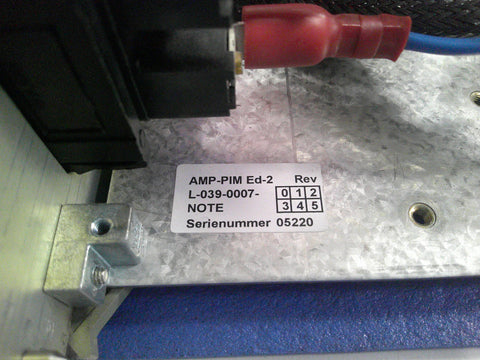 AMP-PIM Ed-2 Rev
L-039-0007- 0 1 2
NOTE 3 4 5
Serienummer 05220